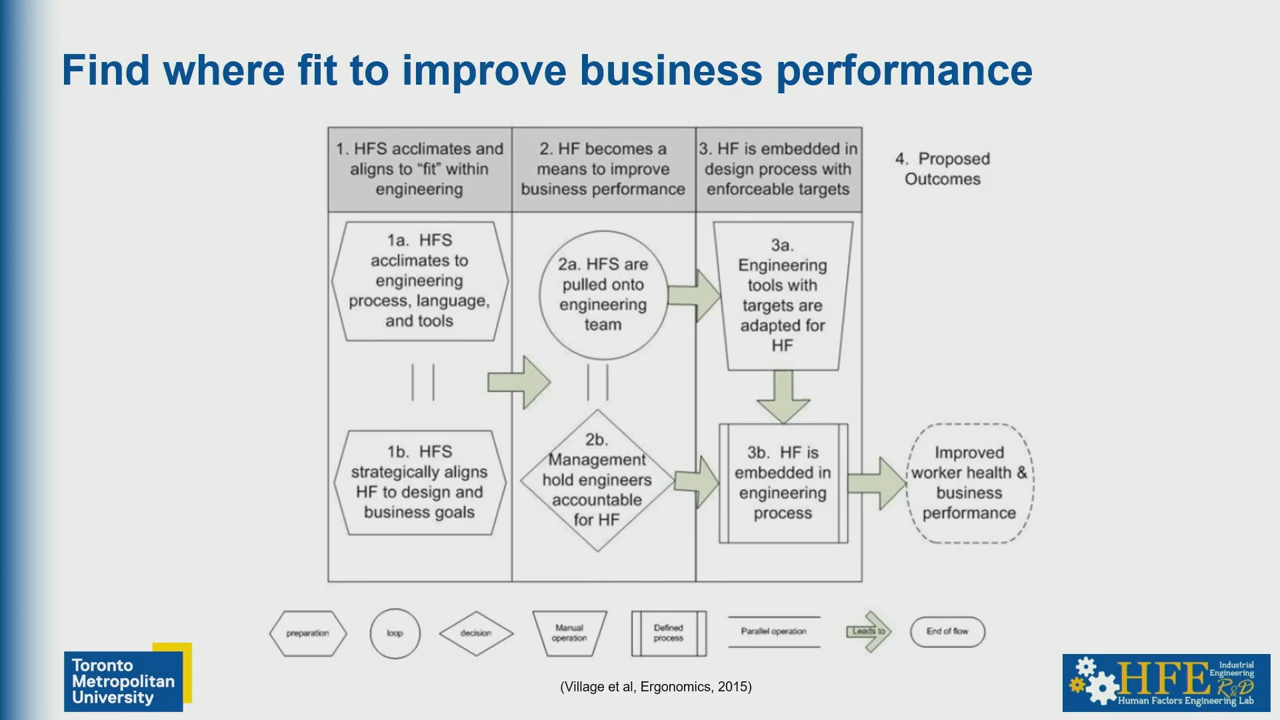 Find where fit to improve business performance
1. HFS acclimates and
aligns to “fit” within
engineering
2. HF becomes a
means to improve
business performance
3. HF is embedded in
design process with
enforceable targets
4. Proposed
Outcomes
1a. HFS
acclimates to
engineering
process, language,
and tools
2a. HFS are
pulled onto
engineering
team
3a.
Engineering
tools with
targets are
adapted for
HF
1b. HFS
strategically aligns
HF to design and
business goals
2b.
Management
hold engineers
accountable
for HF
3b. HF is
embedded in
engineering
process
Improved
worker health &
business
performance
preparation
loop
decision
Manual
operation
Defined
process
Parallel operation
Leads to
End of flow
(Village et al, Ergonomics, 2015)
Toronto
Metropolitan
University
HFE
Industrial
Engineering
R&D
Human Factors Engineering Lab